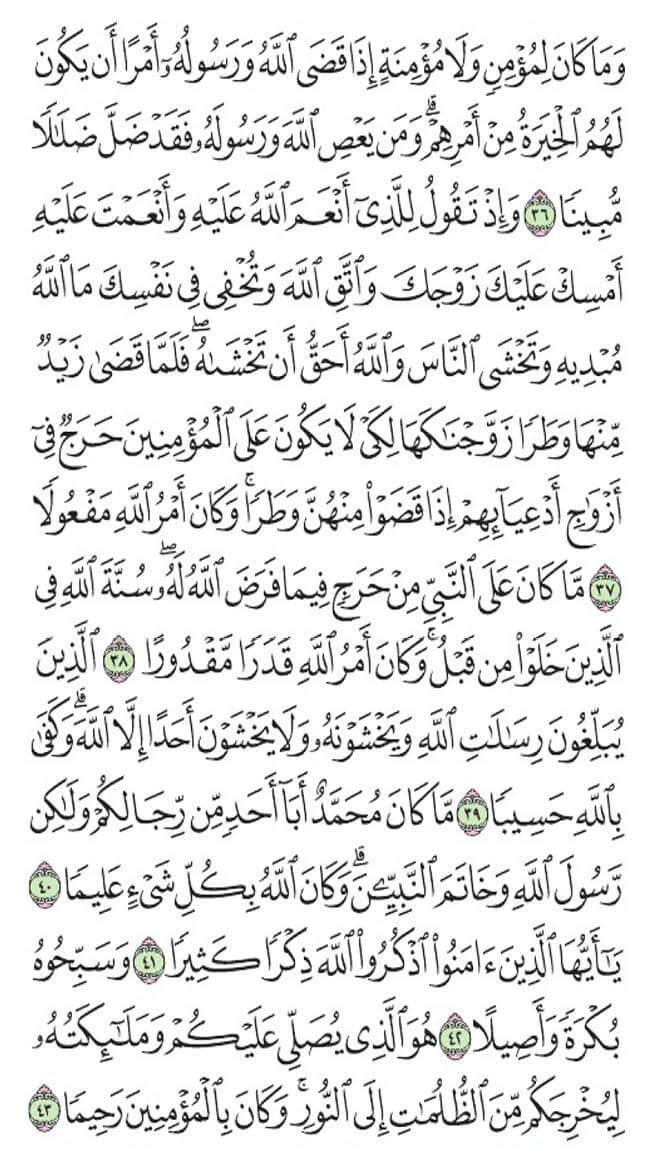 وَمَا كَانَ لِمُؤْمِنٍ وَلَا مُؤْمِنَةٍ إِذَا قَضَى ٱللَّهُ وَرَسُولُهُۥٓ أَمْرًا أَن يَكُونَ
لَهُمُ ٱلْخِيَرَةُ مِنْ أَمْرِهِمْ ۗ وَمَن يَعْصِ ٱللَّهَ وَرَسُولَهُۥ فَقَدْ ضَلَّ ضَلَٰلًا
مُّبِينًا ٣٦ وَإِذْ تَقُولُ لِلَّذِىٓ أَنْعَمَ ٱللَّهُ عَلَيْهِ وَأَنْعَمْتَ عَلَيْهِ
أَمْسِكْ عَلَيْكَ زَوْجَكَ وَٱتَّقِ ٱللَّهَ وَتُخْفِى فِى نَفْسِكَ مَا ٱللَّهُ
مُبْدِيهِ وَتَخْشَى ٱلنَّاسَ وَٱللَّهُ أَحَقُّ أَن تَخْشَىٰهُ ۖ فَلَمَّا قَضَىٰ زَيْدٌ
مِّنْهَا وَطَرًا زَوَّجْنَٰكَهَا لِكَىْ لَا يَكُونَ عَلَى ٱلْمُؤْمِنِينَ حَرَجٌ فِىٓ
أَزْوَٰجِ أَدْعِيَآئِهِمْ إِذَا قَضَوْا۟ مِنْهُنَّ وَطَرًا ۚ وَكَانَ أَمْرُ ٱللَّهِ مَفْعُولًا
٣٧ مَّا كَانَ عَلَى ٱلنَّبِىِّ مِنْ حَرَجٍ فِيمَا فَرَضَ ٱللَّهُ لَهُۥ ۖ سُنَّةَ ٱللَّهِ فِى
ٱلَّذِينَ خَلَوْا۟ مِن قَبْلُ ۚ وَكَانَ أَمْرُ ٱللَّهِ قَدَرًا مَّقْدُورًا ٣٨ ٱلَّذِينَ
يُبَلِّغُونَ رِسَٰلَٰتِ ٱللَّهِ وَيَخْشَوْنَهُۥ وَلَا يَخْشَوْنَ أَحَدًا إِلَّا ٱللَّهَ ۗ وَكَفَىٰ
بِٱللَّهِ حَسِيبًا ٣٩ مَّا كَانَ مُحَمَّدٌ أَبَآ أَحَدٍ مِّن رِّجَالِكُمْ وَلَٰكِن
رَّسُولَ ٱللَّهِ وَخَاتَمَ ٱلنَّبِيِّۦنَ ۗ وَكَانَ ٱللَّهُ بِكُلِّ شَىْءٍ عَلِيمًا ٤٠
يَٰٓأَيُّهَا ٱلَّذِينَ ءَامَنُوا۟ ٱذْكُرُوا۟ ٱللَّهَ ذِكْرًا كَثِيرًا ٤١ وَسَبِّحُوهُ
بُكْرَةً وَأَصِيلًا ٤٢ هُوَ ٱلَّذِى يُصَلِّى عَلَيْكُمْ وَمَلَٰٓئِكَتُهُۥ
لِيُخْرِجَكُم مِّنَ ٱلظُّلُمَٰتِ إِلَى ٱلنُّورِ ۚ وَكَانَ بِٱلْمُؤْمِنِينَ رَحِيمًا ٤٣